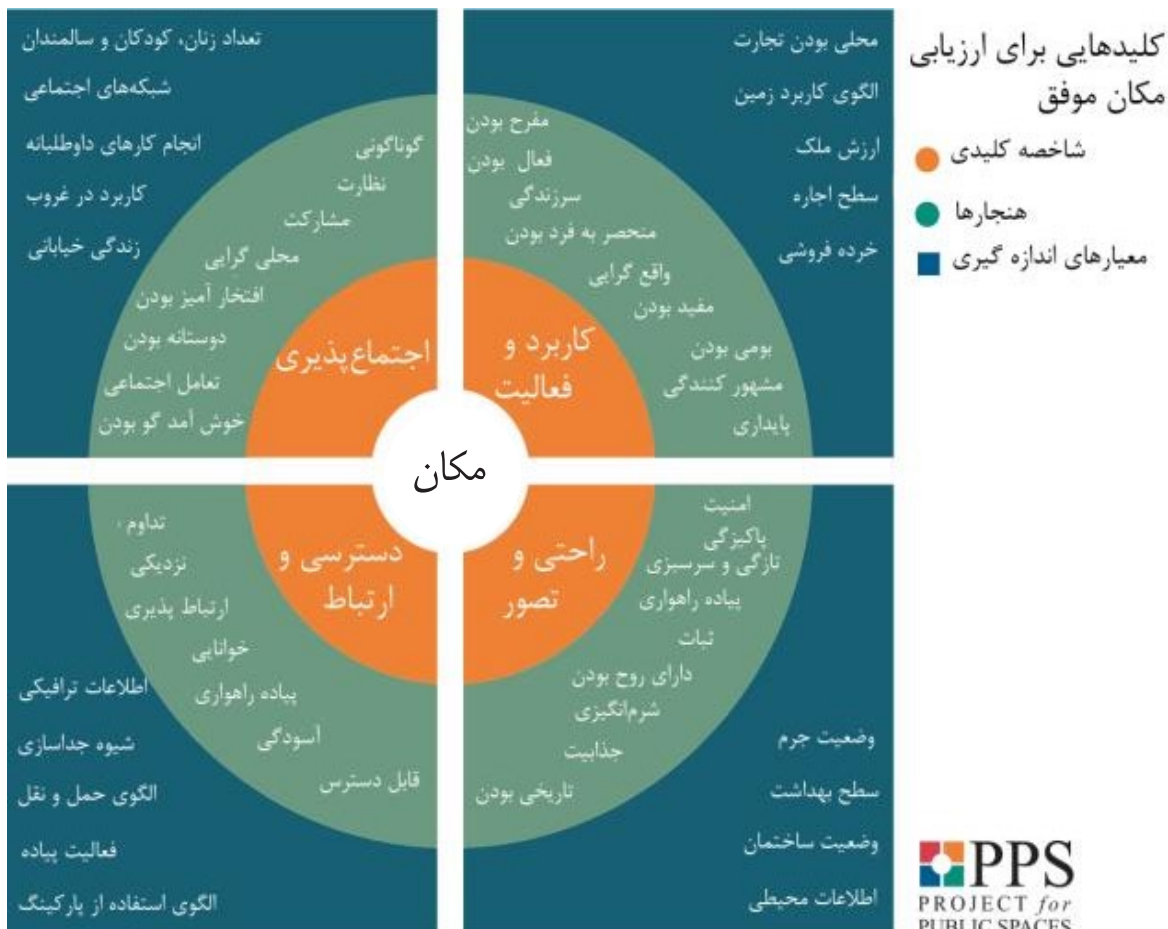 کلیدهایی برای ارزیابی
مکان موفق
شاخصه کلیدی
هنجارها
معیارهای اندازه گیری
محلی بودن تجارت
الگوی کاربرد زمین
ارزش ملک
سطح اجاره
خرده فروشی
مفرح بودن
فعال بودن
سرزندگی
منحصر به فرد بودن
واقع گرایی
مفید بودن
بومی بودن
مشهور کنندگی
پایداری
کاربرد و
فعالیت
تعداد زنان، کودکان و سالمندان
شبکه‌های اجتماعی
انجام کارهای داوطلبانه
کاربرد در غروب
زندگی خیابانی
گوناگونی
نظارت
مشارکت
محلی گرایی
افتخار آمیز بودن
دوستانه بودن
تعامل اجتماعی
خوش آمد گو بودن
اجتماع‌پذیری
مکان
راحتی و
تصور
امنیت
پاکیزگی
تازگی و سرسبزی
پیاده راهواری
ثبات
دارای روح بودن
شرم‌انگیزی
جذابیت
تاریخی بودن
وضعیت جرم
سطح بهداشت
وضعیت ساختمان
اطلاعات محیطی
دسترسی و
ارتباط
تداوم
نزدیکی
ارتباط پذیری
خوانایی
پیاده راهواری
آسودگی
قابل دسترس
اطلاعات ترافیکی
شیوه جداسازی
الگوی حمل و نقل
فعالیت پیاده
الگوی استفاده از پارکینگ
PPS
PROJECT for
PUBLIC SPACES